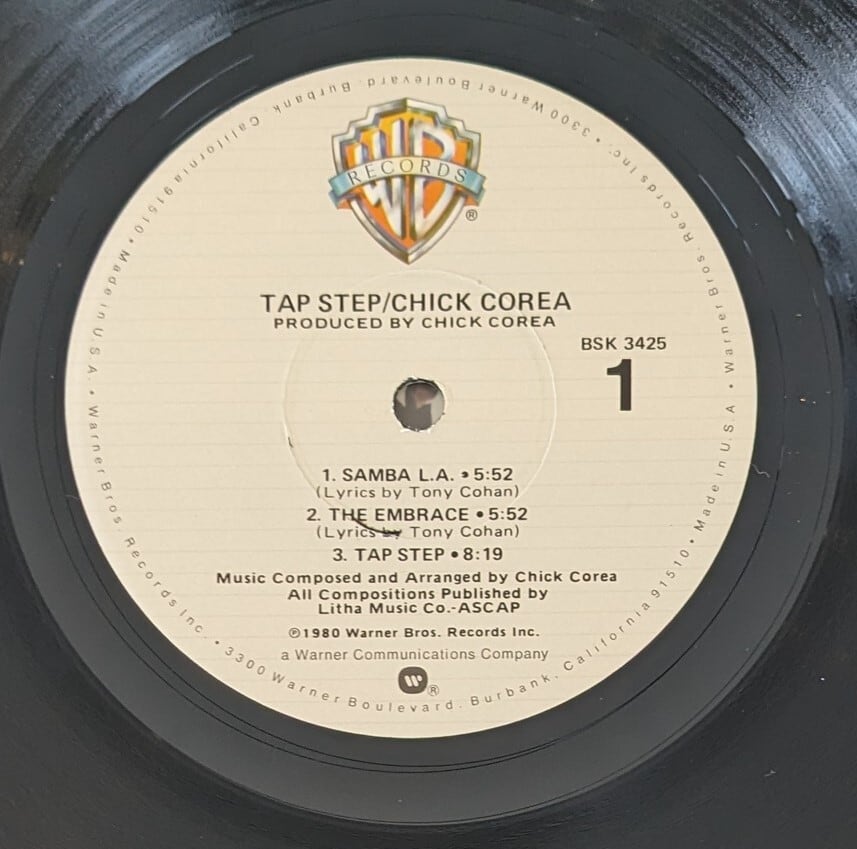 3300 Warner Boulevard. Burbank, California 91510 • Made in U.S.A. • Warner Bros. Records Inc. • 3300 Warner Boulevard. Burbank, California 91510 • Made in U.S.A • Warner Bros. Records Inc. •
WB
RECORDS
®
TAP STEP/CHICK COREA
PRODUCED BY CHICK COREA
BSK 3425
1
1. SAMBA L.A. • 5:52
(Lyrics by Tony Cohan)
2. THE EMBRACE • 5:52
(Lyrics by Tony Cohan)
3. TAP STEP • 8:19
Music Composed and Arranged by Chick Corea
All Compositions Published by
Litha Music Co.-ASCAP
℗1980 Warner Bros. Records Inc.
a Warner Communications Company
W®